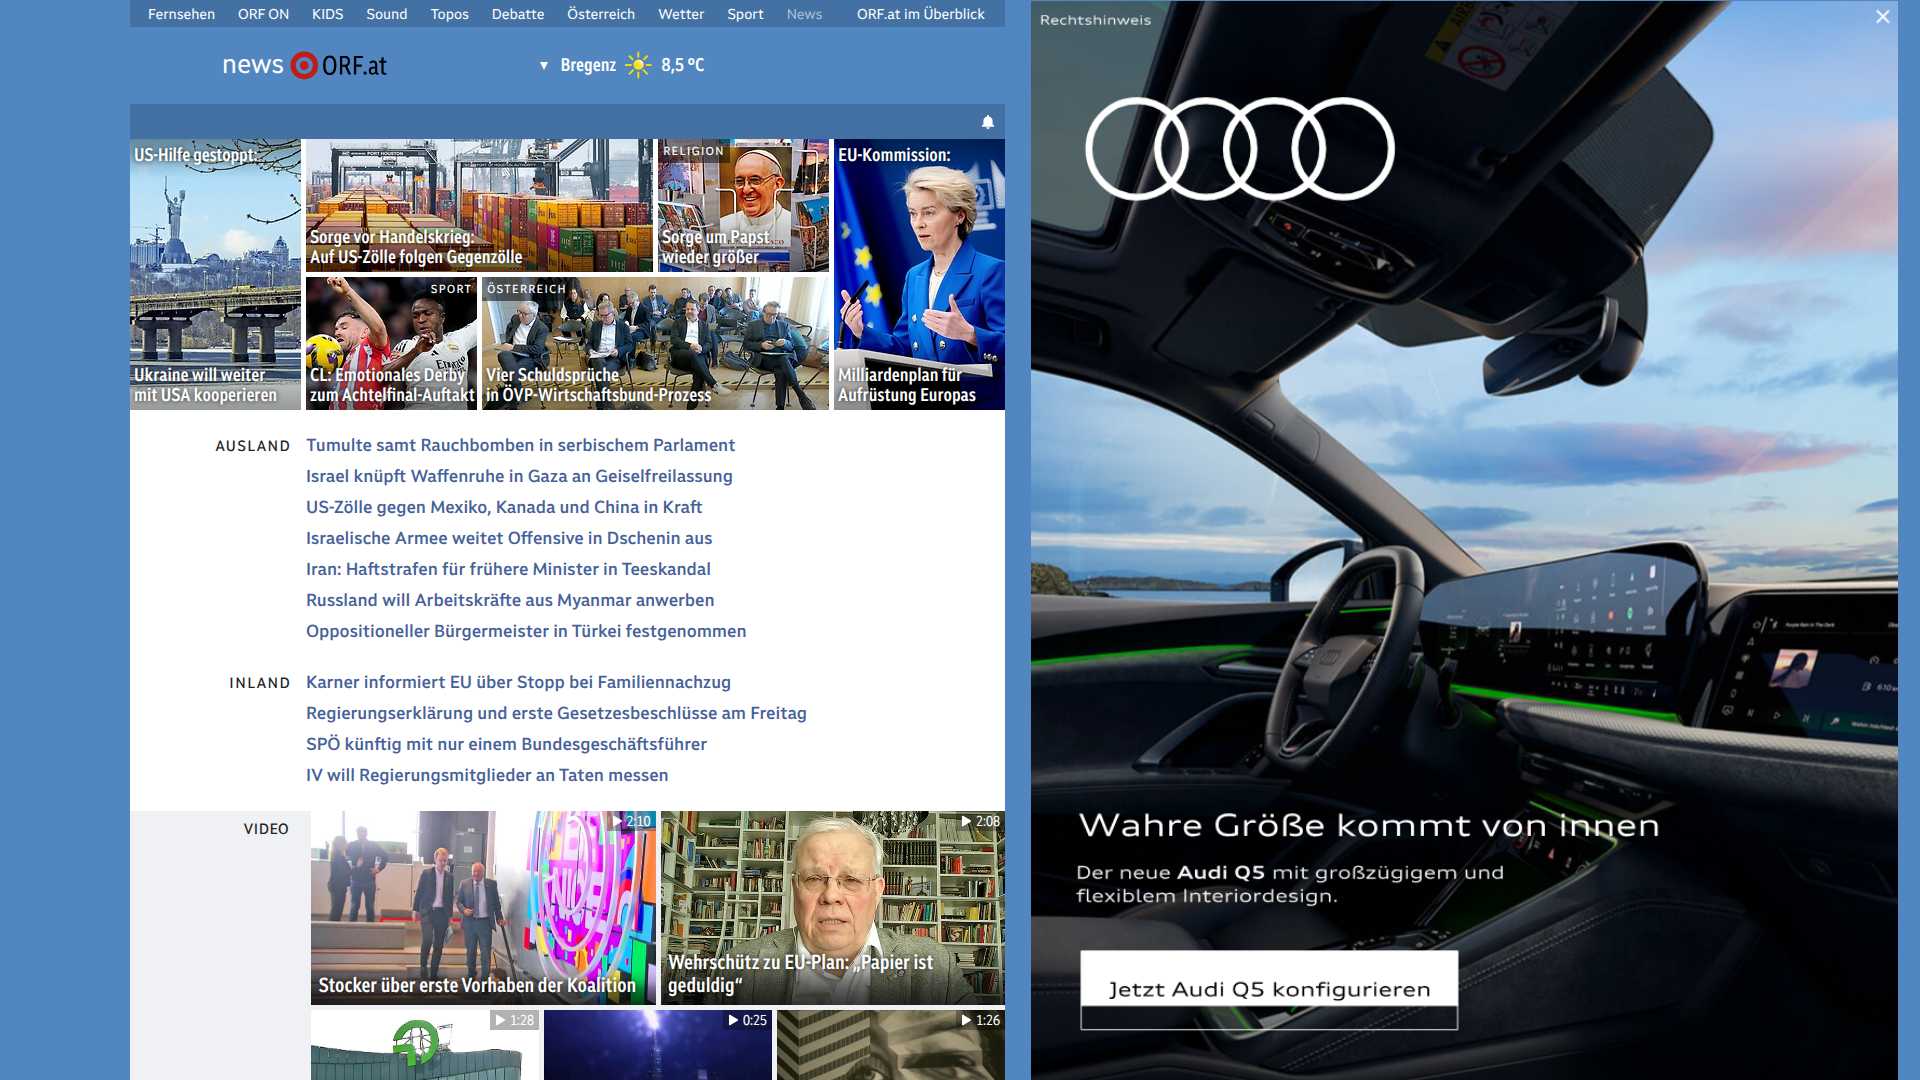 Fernsehen ORF ON KIDS Sound Topos Debatte Österreich Wetter Sport News ORF.at im Überblick
news ORF.at
Bregenz 8,5 °C
US-Hilfe gestoppt:
Ukraine will weiter
mit USA kooperieren
PORT HOUSTON
Sorge vor Handelskrieg:
Auf US-Zölle folgen Gegenzölle
RELIGION
Sorge um Papst
wieder größer
SPORT
CL: Emotionales Derby
zum Achtelfinal-Auftakt
ÖSTERREICH
Vier Schuldsprüche
in ÖVP-Wirtschaftsbund-Prozess
EU-Kommission:
Milliardenplan für
Aufrüstung Europas
AUSLAND
Tumulte samt Rauchbomben in serbischem Parlament
Israel knüpft Waffenruhe in Gaza an Geiselfreilassung
US-Zölle gegen Mexiko, Kanada und China in Kraft
Israelische Armee weitet Offensive in Dschenin aus
Iran: Haftstrafen für frühere Minister in Teeskandal
Russland will Arbeitskräfte aus Myanmar anwerben
Oppositioneller Bürgermeister in Türkei festgenommen
INLAND
Karner informiert EU über Stopp bei Familiennachzug
Regierungserklärung und erste Gesetzesbeschlüsse am Freitag
SPÖ künftig mit nur einem Bundesgeschäftsführer
IV will Regierungsmitglieder an Taten messen
VIDEO
2:10
Stocker über erste Vorhaben der Koalition
2:08
Wehrschütz zu EU-Plan: „Papier ist
geduldig“
1:28
0:25
1:26
Rechtshinweis
Wahre Größe kommt von innen
Der neue Audi Q5 mit großzügigem und
flexiblem Interiordesign.
Jetzt Audi Q5 konfigurieren